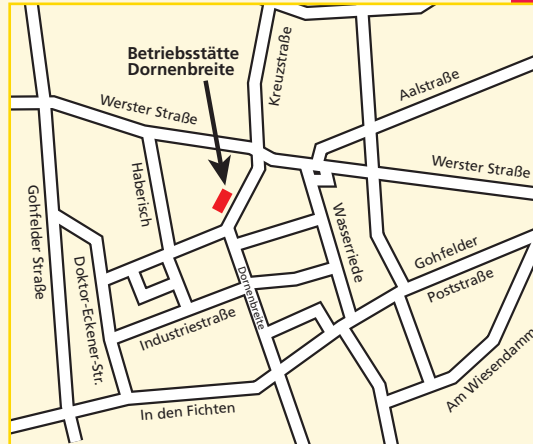 Betriebsstätte
Dornenbreite
Kreuzstraße
Aalstraße
Werster Straße
Werster Straße
Haberisch
Gohfelder Straße
Wasserriede
Doktor-Eckener-Str.
Dornenbreite
Gohfelder
Poststraße
Industriestraße
Am Wiesendamm
In den Fichten